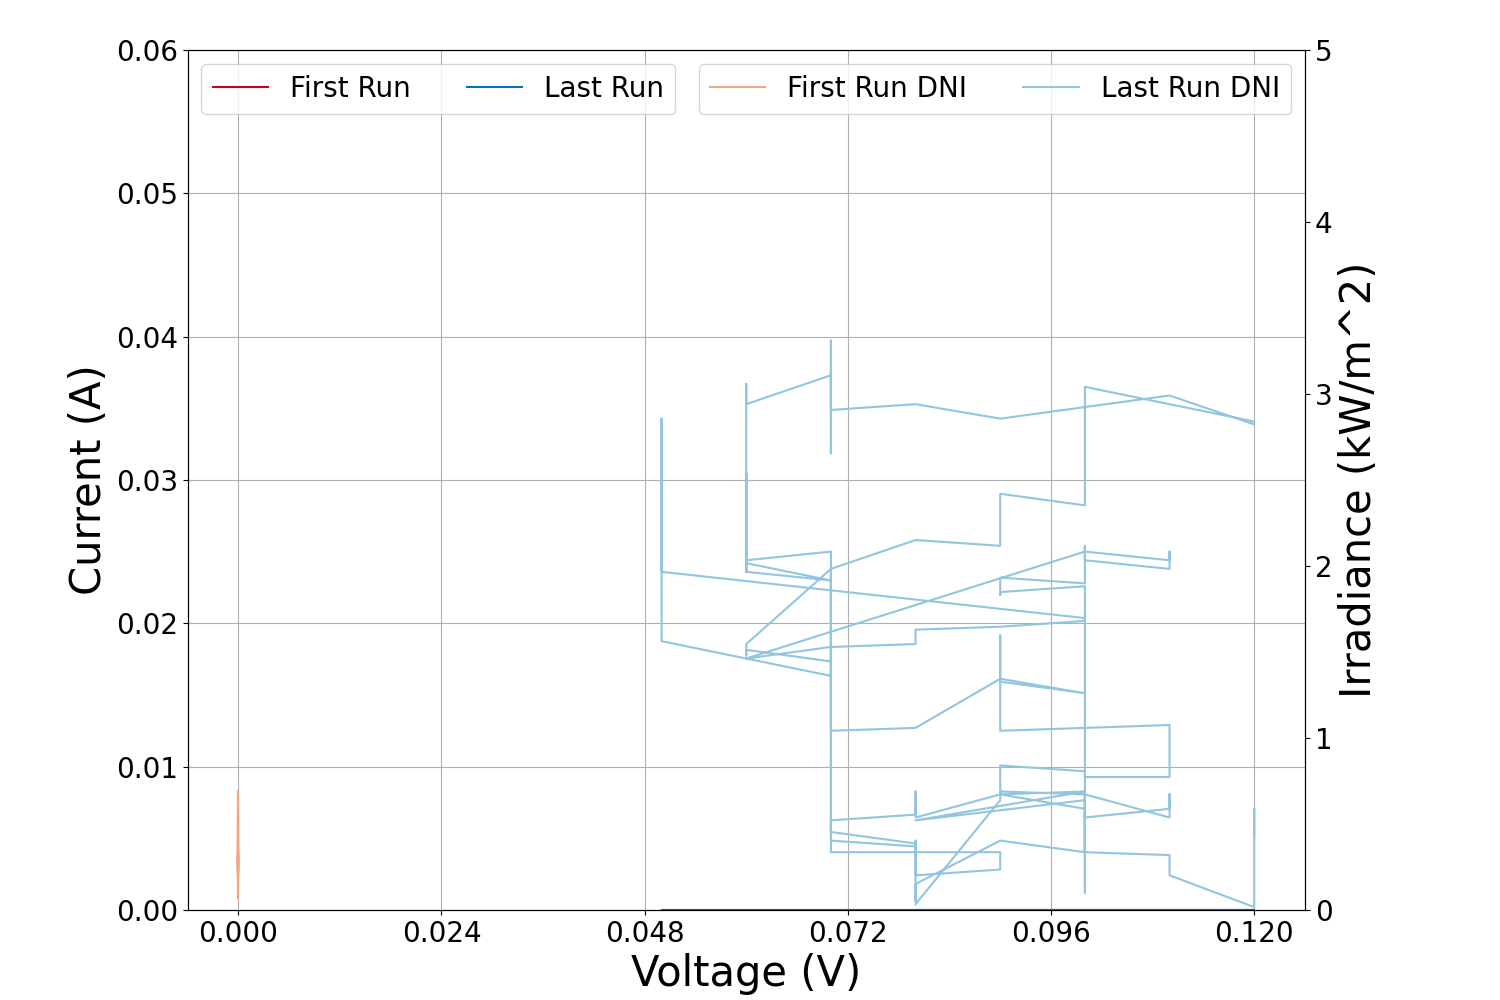 First Run
Last Run
First Run DNI
Last Run DNI
Current (A)
0.06
0.05
0.04
0.03
0.02
0.01
0.00
5
4
3
2
1
0
Irradiance (kW/m^2)
0.000
0.024
0.048
0.072
0.096
0.120
Voltage (V)